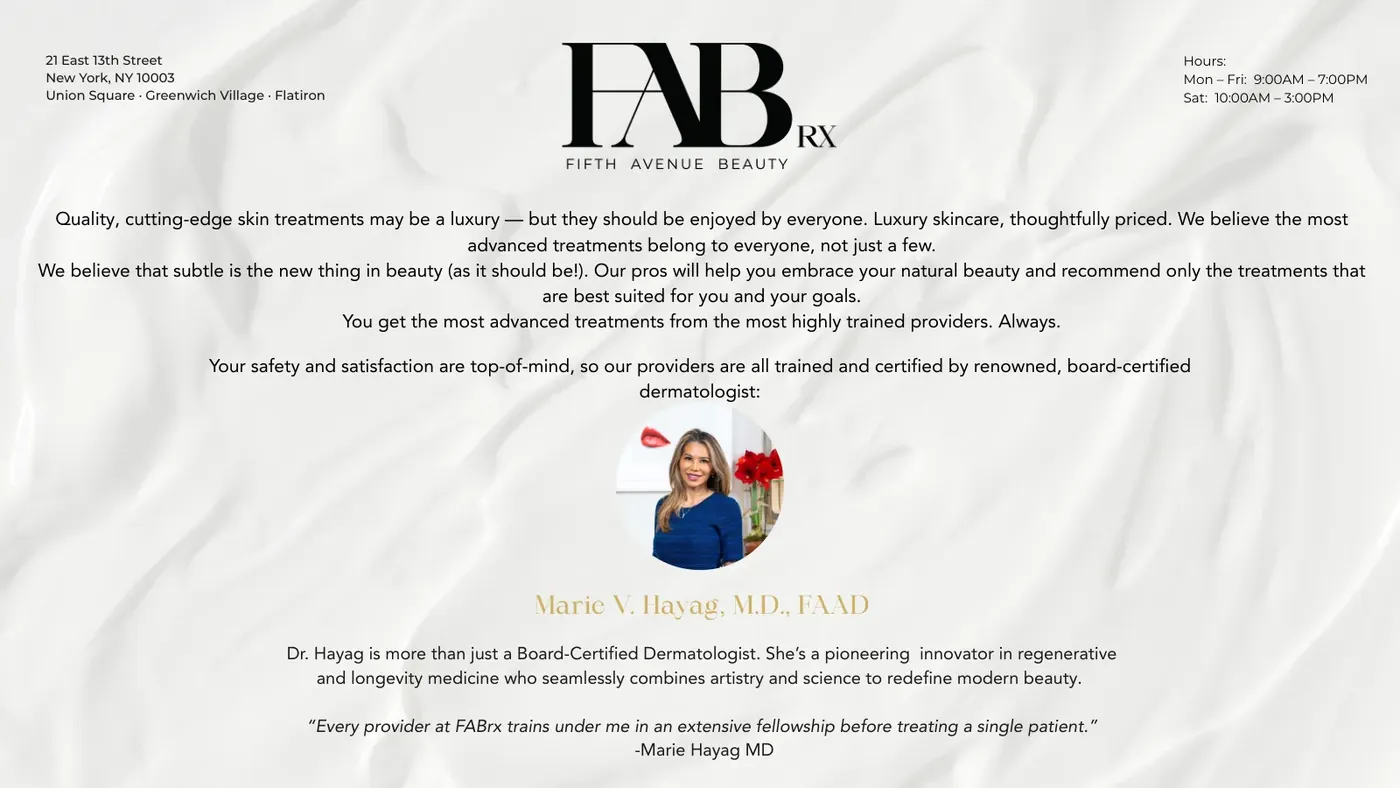 21 East 13th Street
New York, NY 10003
Union Square · Greenwich Village · Flatiron
FAB RX
FIFTH AVENUE BEAUTY
Hours:
Mon – Fri: 9:00AM – 7:00PM
Sat: 10:00AM – 3:00PM
Quality, cutting-edge skin treatments may be a luxury — but they should be enjoyed by everyone. Luxury skincare, thoughtfully priced. We believe the most
advanced treatments belong to everyone, not just a few.
We believe that subtle is the new thing in beauty (as it should be!). Our pros will help you embrace your natural beauty and recommend only the treatments that
are best suited for you and your goals.
You get the most advanced treatments from the most highly trained providers. Always.
Your safety and satisfaction are top-of-mind, so our providers are all trained and certified by renowned, board-certified
dermatologist:
Marie V. Hayag, M.D., FAAD
Dr. Hayag is more than just a Board-Certified Dermatologist. She’s a pioneering innovator in regenerative
and longevity medicine who seamlessly combines artistry and science to redefine modern beauty.
“Every provider at FABrx trains under me in an extensive fellowship before treating a single patient.”
-Marie Hayag MD